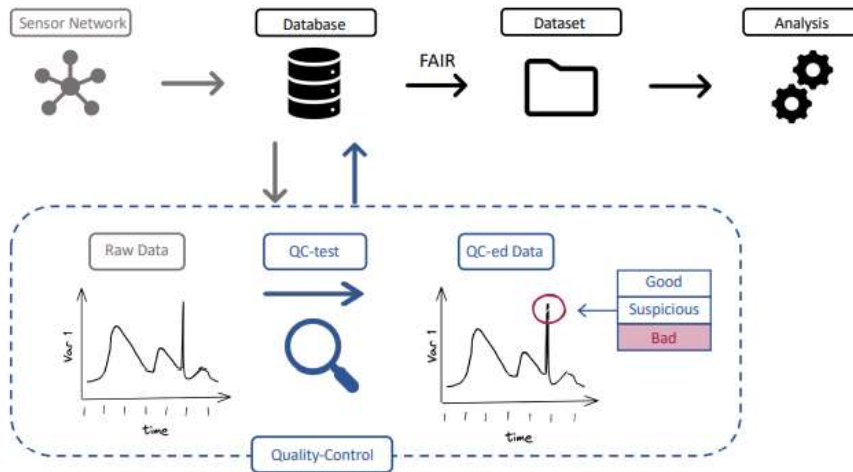 Sensor Network
Database
Dataset
Analysis
FAIR
Raw Data
QC-test
QC-ed Data
Good
Suspicious
Bad
Var 1
time
Var 1
time
Quality-Control